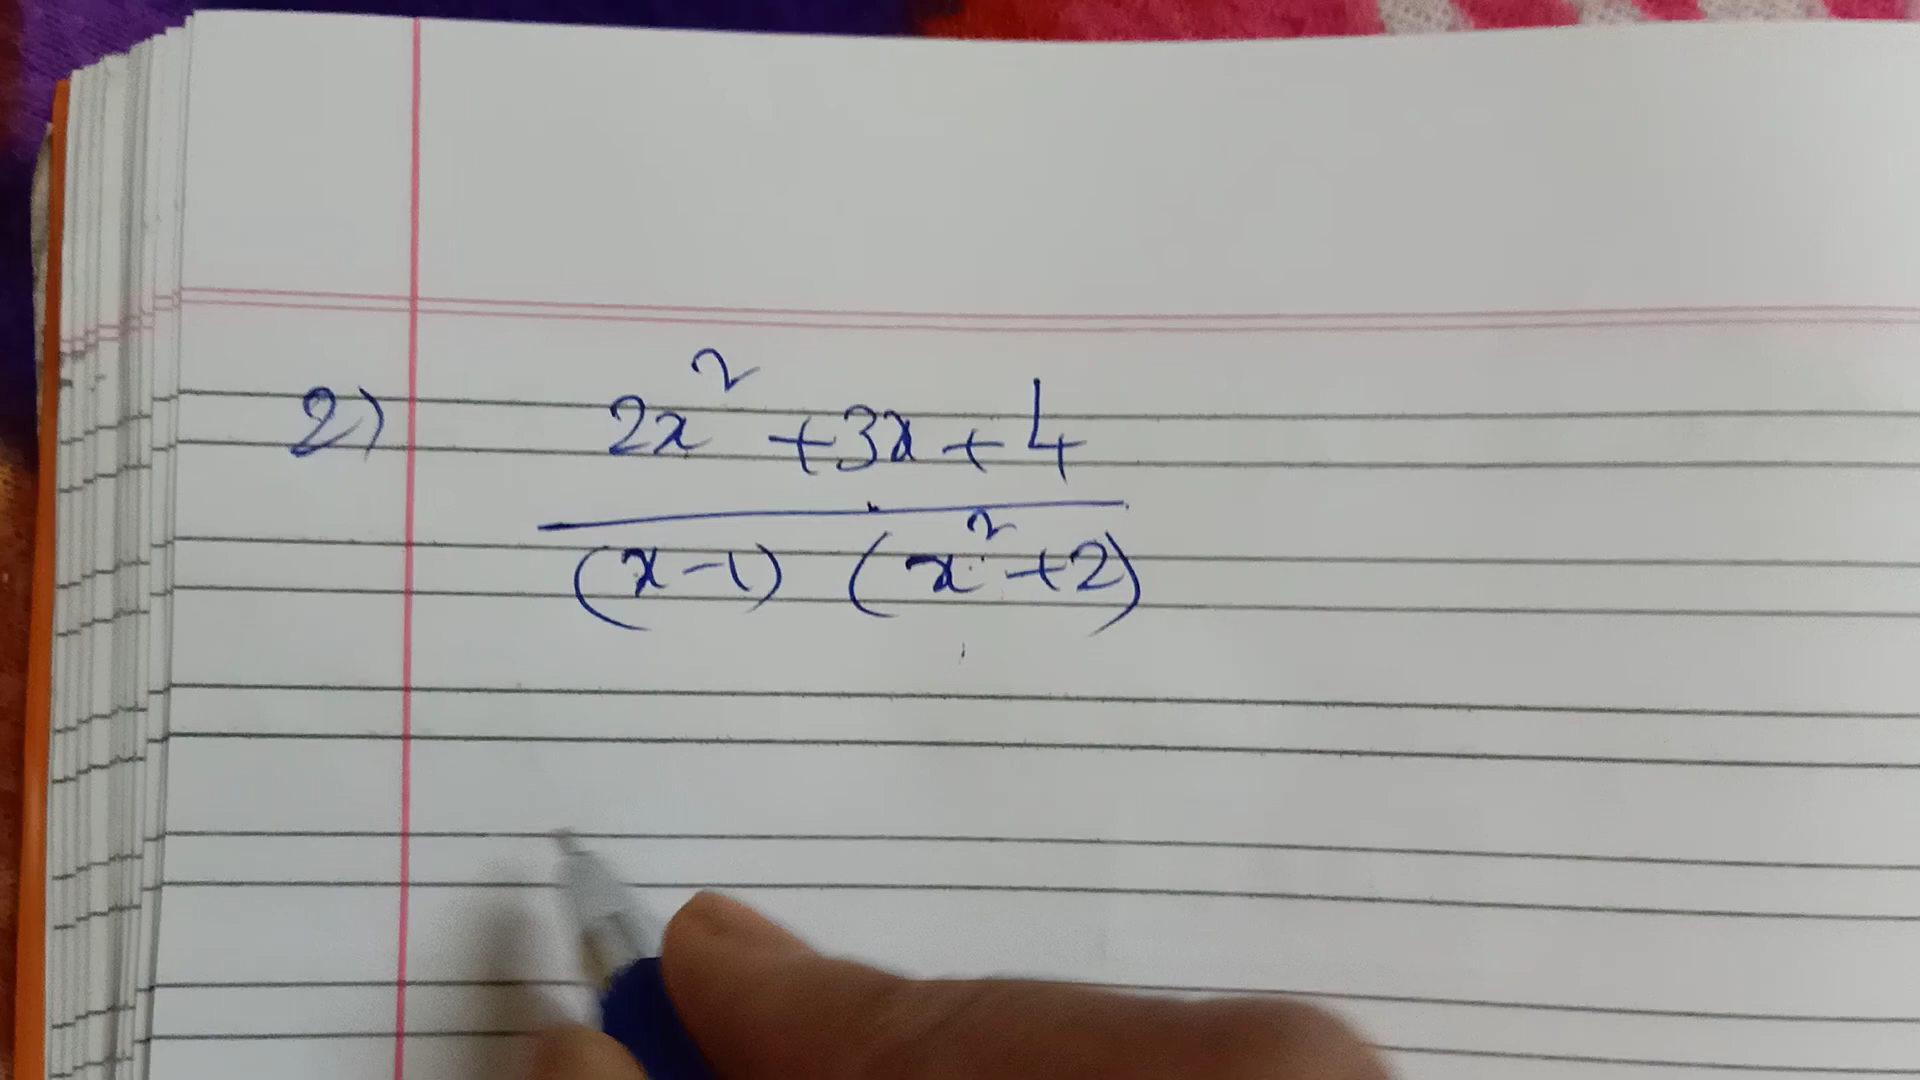 2) 2x² + 3x + 4
(x-1) (x²+2)